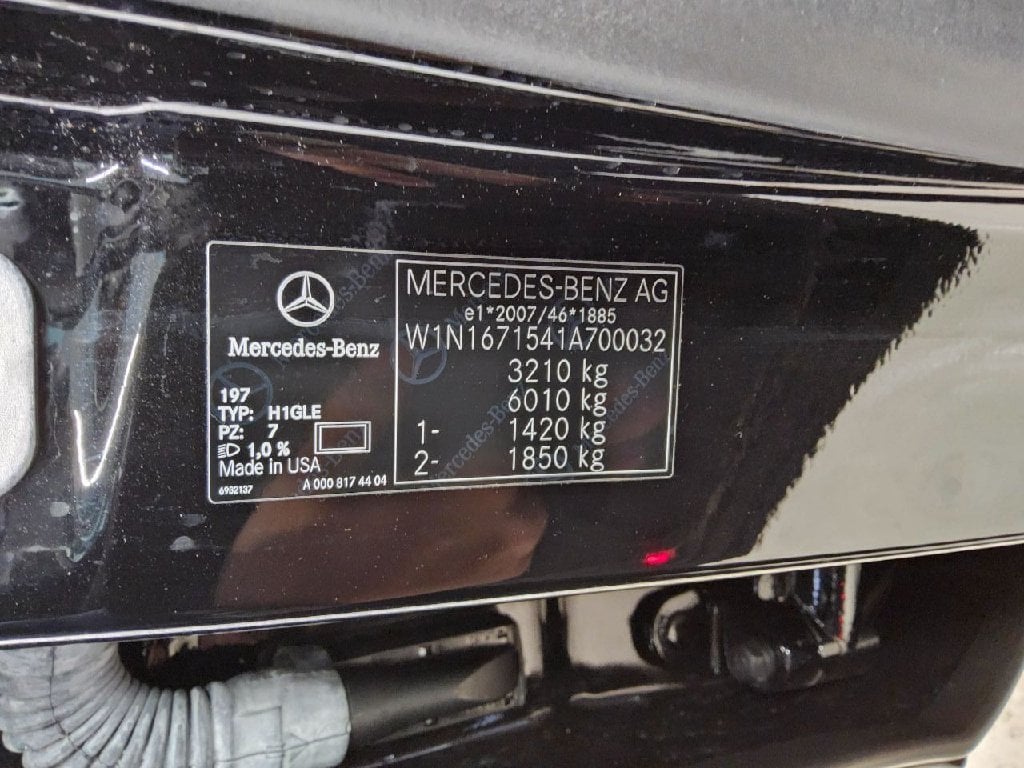 Mercedes-Benz
197
TYP: H1GLE
PZ: 7
1,0 %
Made in USA
6932137
A 000 817 44 04
MERCEDES-BENZ AG
e1*2007/46*1885
W1N1671541A700032
3210 kg
6010 kg
1- 1420 kg
2- 1850 kg